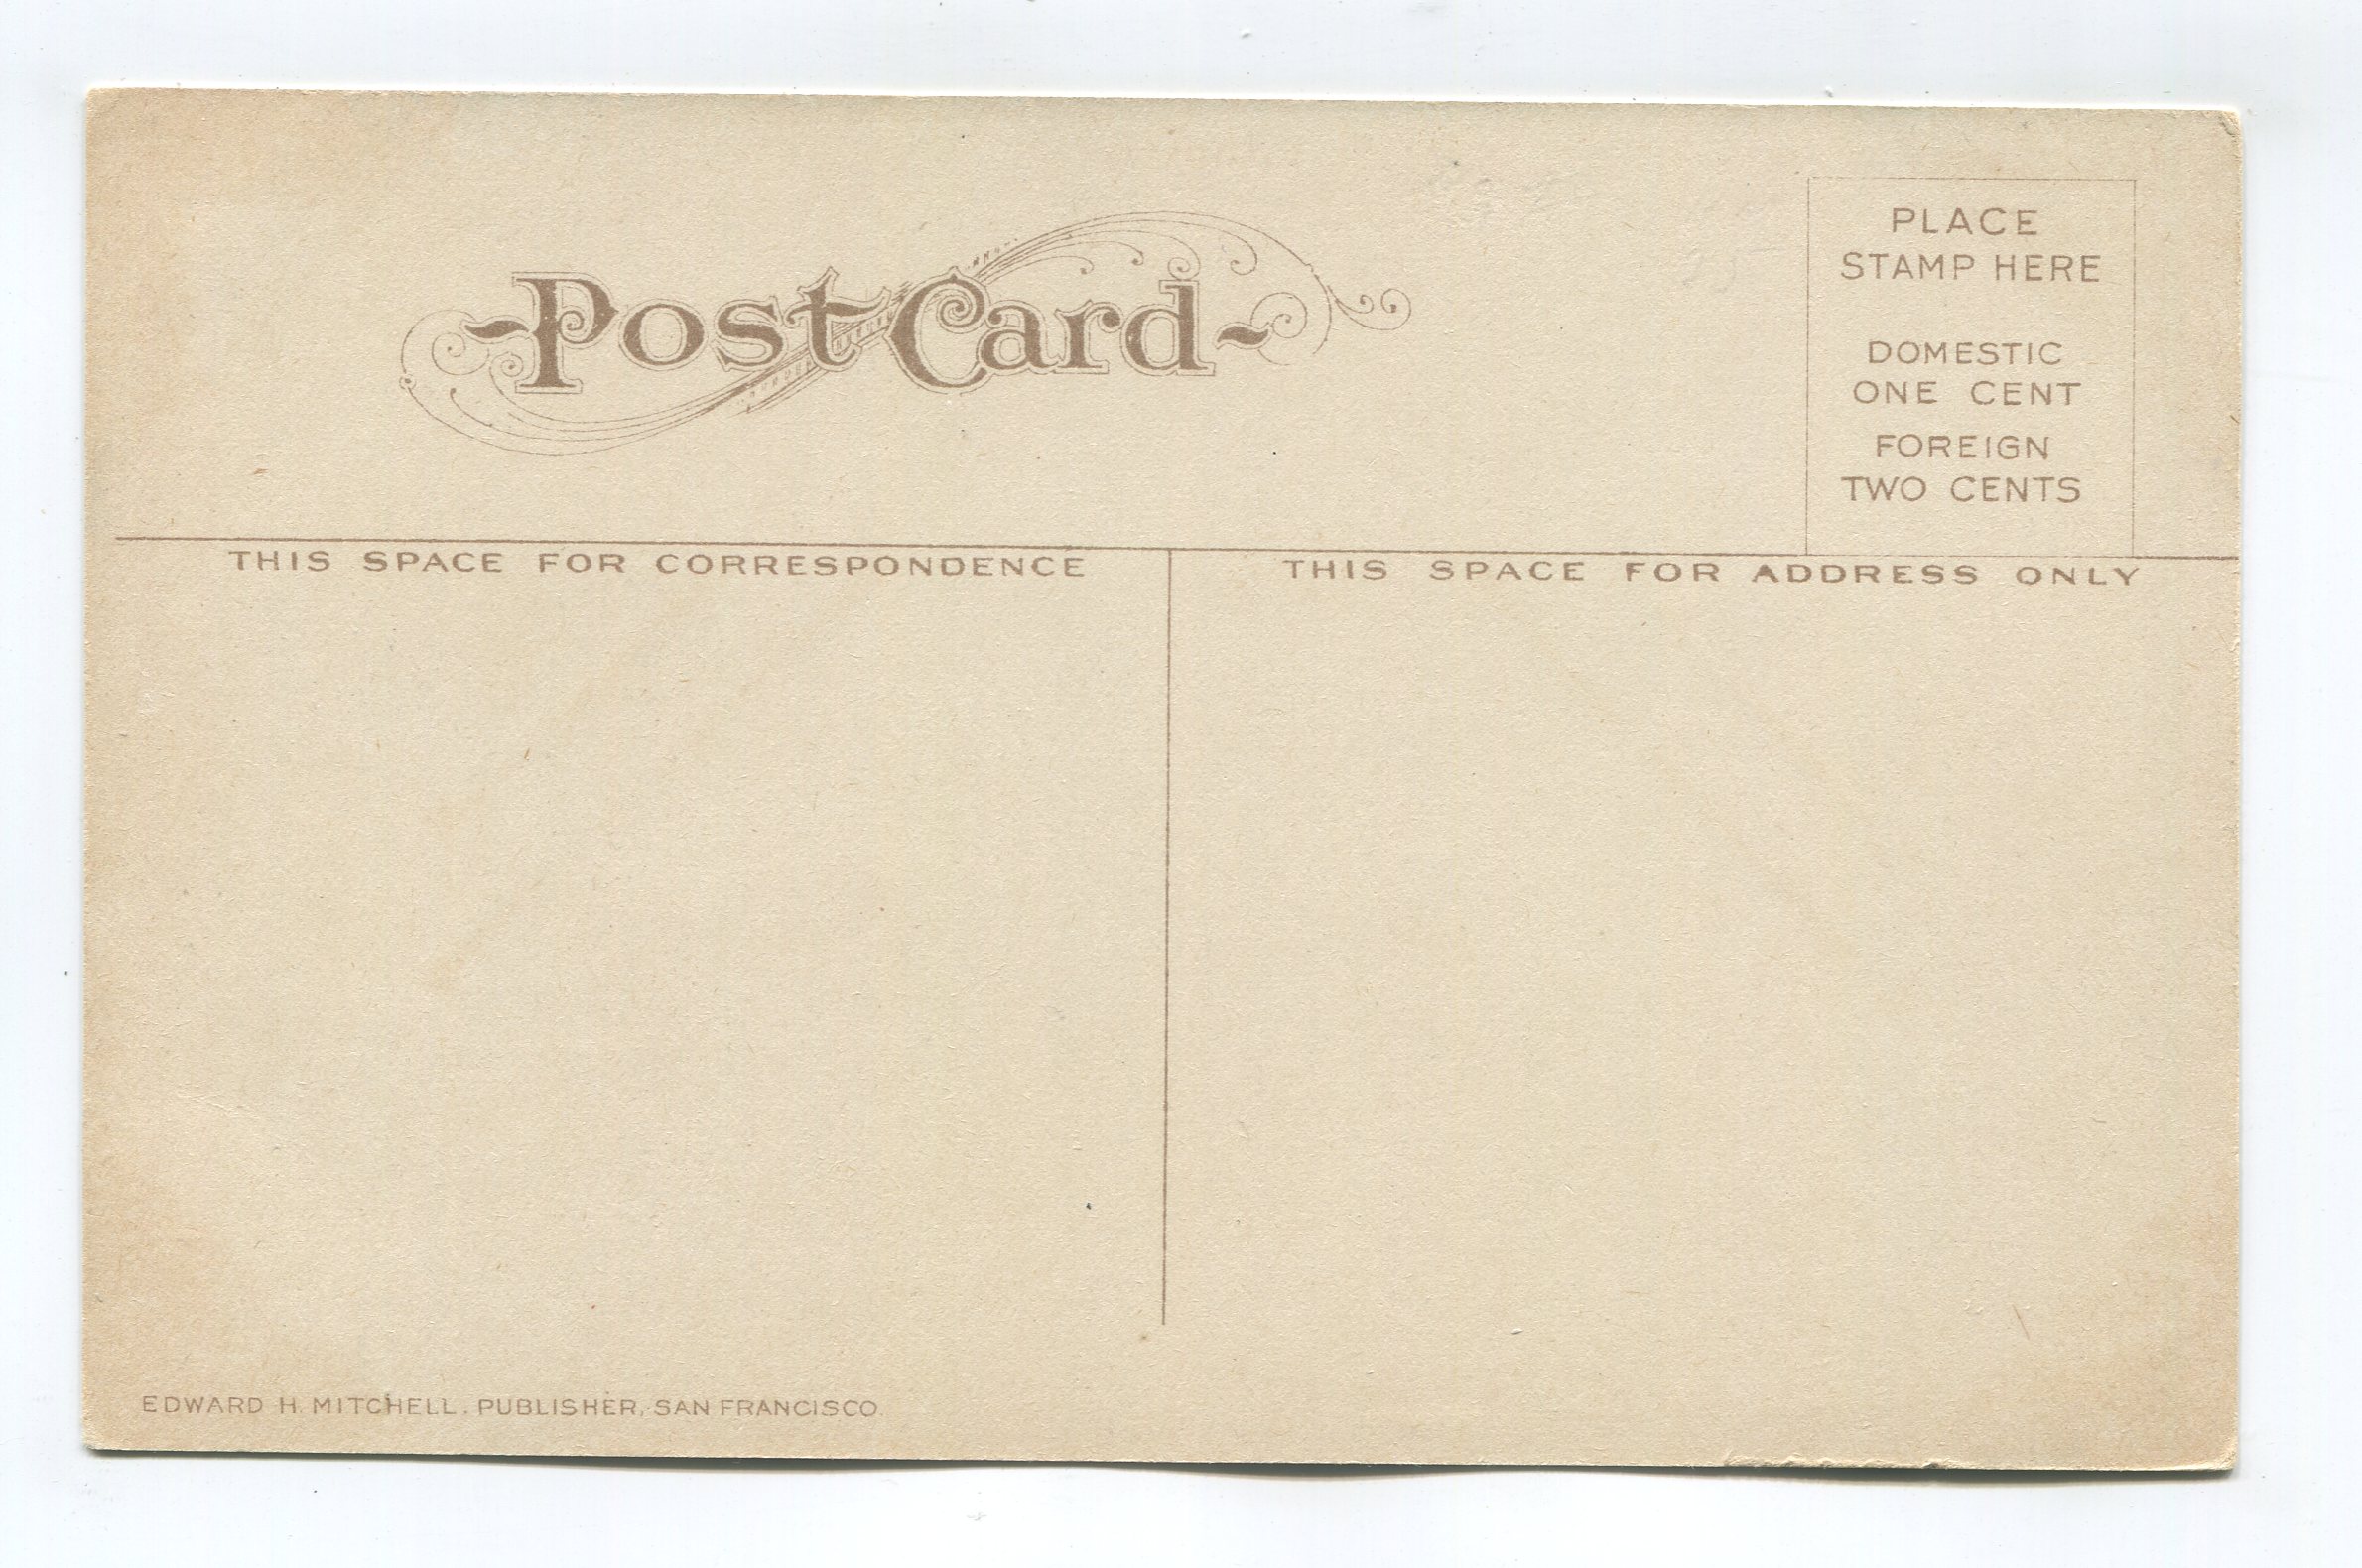 Post Card
PLACE
STAMP HERE
DOMESTIC
ONE CENT
FOREIGN
TWO CENTS
THIS SPACE FOR CORRESPONDENCE
THIS SPACE FOR ADDRESS ONLY
EDWARD H. MITCHELL. PUBLISHER, SAN FRANCISCO.